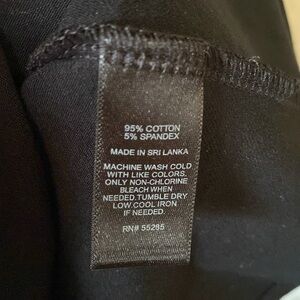 95% COTTON
5% SPANDEX
MADE IN SRI LANKA
MACHINE WASH COLD
WITH LIKE COLORS.
ONLY NON-CHLORINE
BLEACH WHEN
NEEDED.TUMBLE DRY
LOW.COOL IRON
IF NEEDED.
RN# 55285